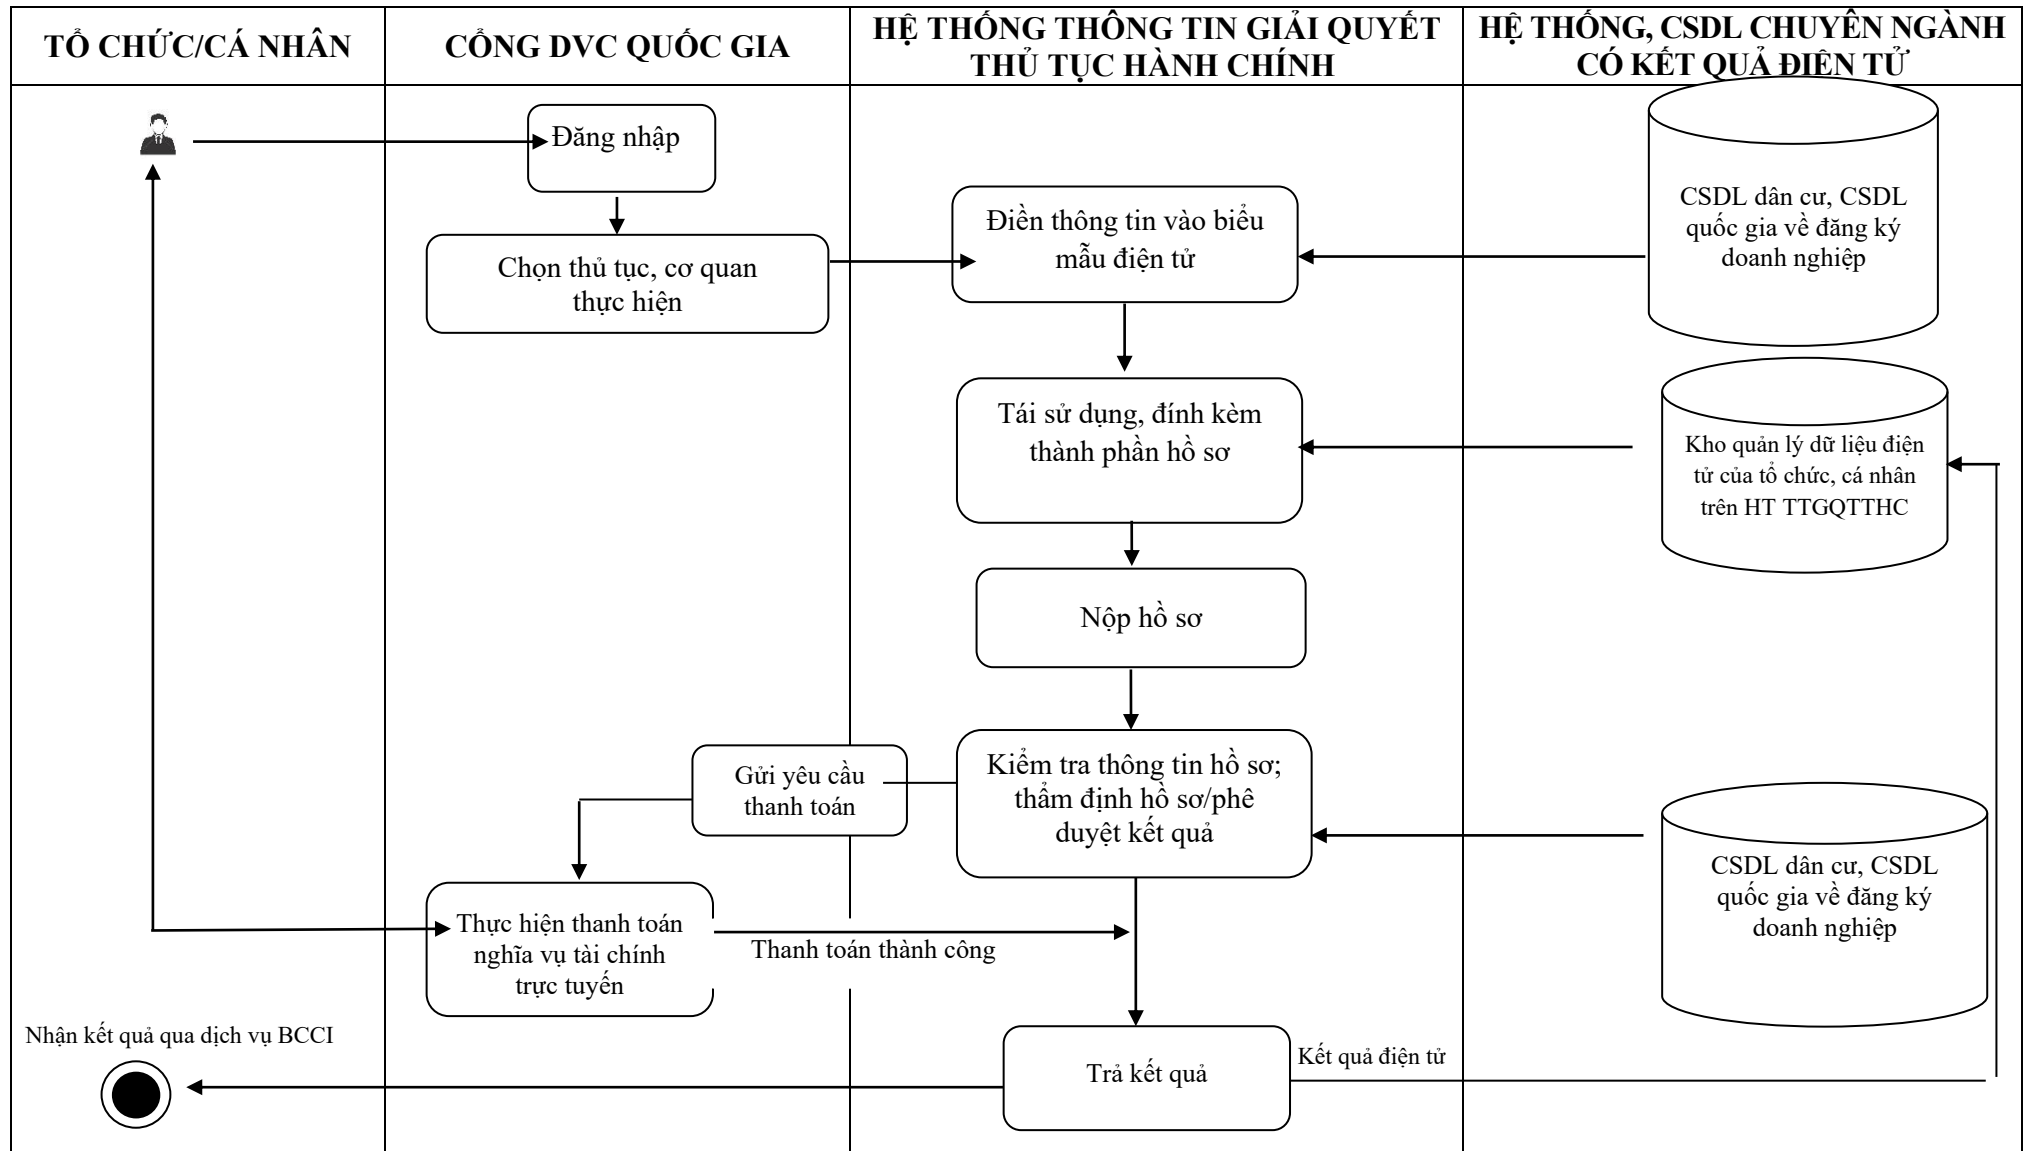 TỔ CHỨC/CÁ NHÂN
CỔNG DVC QUỐC GIA
HỆ THỐNG THÔNG TIN GIẢI QUYẾT
THỦ TỤC HÀNH CHÍNH
HỆ THỐNG, CSDL CHUYÊN NGÀNH
CÓ KẾT QUẢ ĐIỆN TỬ
Đăng nhập
Chọn thủ tục, cơ quan
thực hiện
Điền thông tin vào biểu
mẫu điện tử
CSDL dân cư, CSDL
quốc gia về đăng ký
doanh nghiệp
Tái sử dụng, đính kèm
thành phần hồ sơ
Kho quản lý dữ liệu điện
tử của tổ chức, cá nhân
trên HT TTGQTTHC
Nộp hồ sơ
Gửi yêu cầu
thanh toán
Kiểm tra thông tin hồ sơ;
thẩm định hồ sơ/phê
duyệt kết quả
CSDL dân cư, CSDL
quốc gia về đăng ký
doanh nghiệp
Thực hiện thanh toán
nghĩa vụ tài chính
trực tuyến
Thanh toán thành công
Nhận kết quả qua dịch vụ BCCI
Trả kết quả
Kết quả điện tử